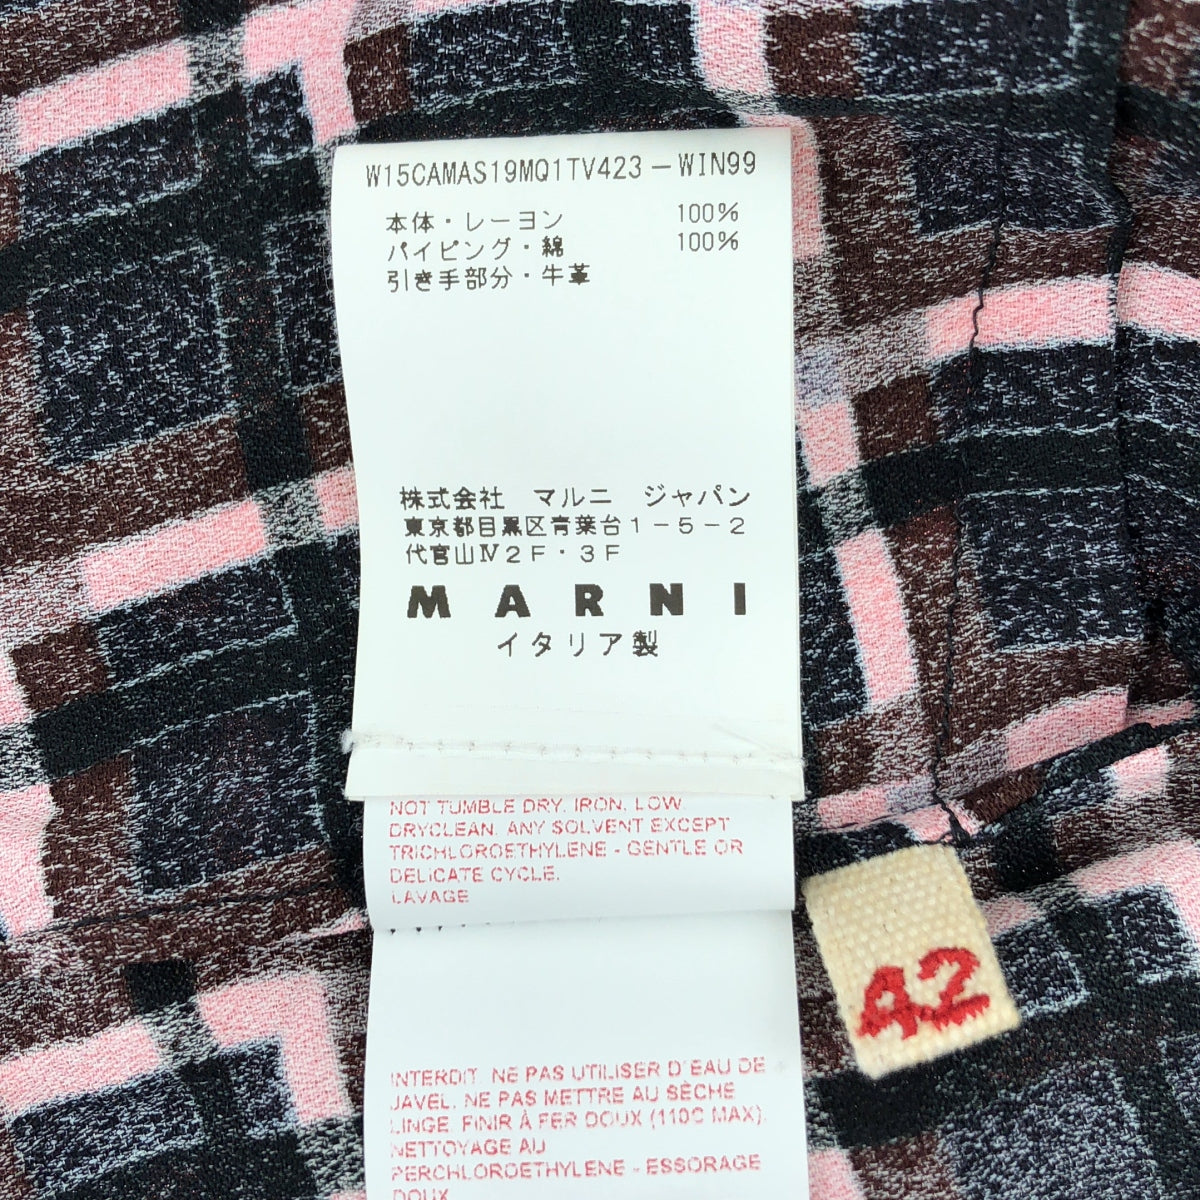 W15CAMAS19MQ1TV423-WIN99
本体・レーヨン 100%
パイピング・綿 100%
引き手部分・牛革
株式会社 マルニ ジャパン
東京都目黒区青葉台1-5-2
代官山Ⅳ2F・3F
MARNI
イタリア製
NOT TUMBLE DRY. IRON. LOW.
DRYCLEAN. ANY SOLVENT EXCEPT
TRICHLOROETHYLENE - GENTLE OR
DELICATE CYCLE.
LAVAGE
42
INTERDIT. NE PAS UTILISER D'EAU DE
JAVEL. NE PAS METTRE AU SÈCHE
LINGE. FINIR À FER DOUX (110C MAX).
NETTOYAGE AU
PERCHLOROETHYLENE - ESSORAGE
DOUX